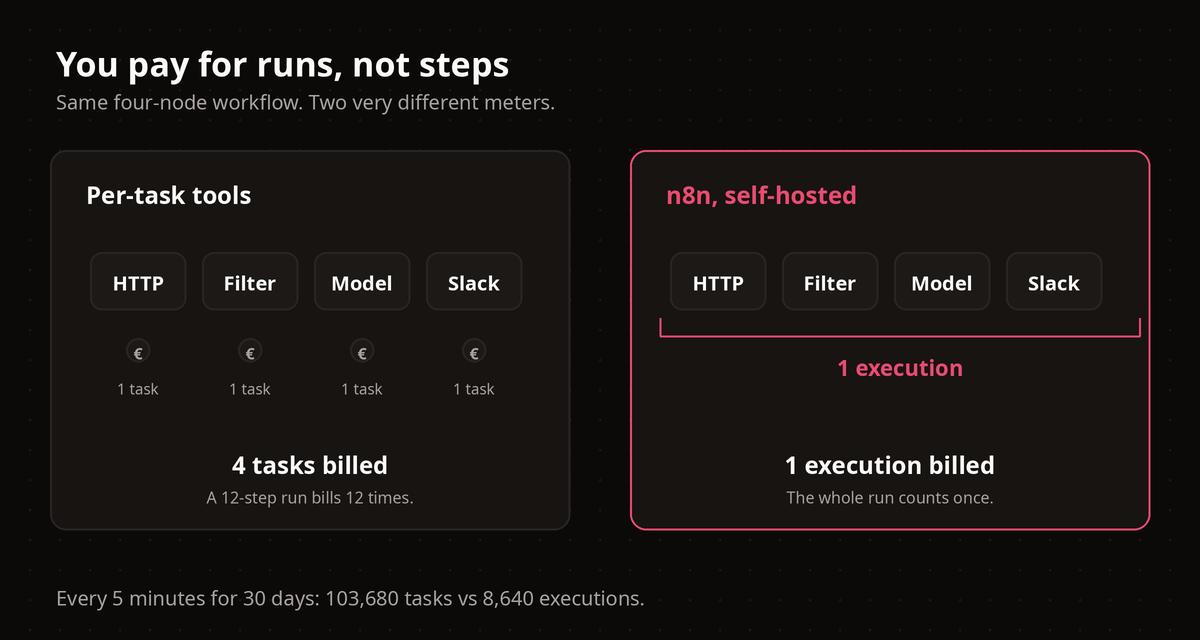 You pay for runs, not steps
Same four-node workflow. Two very different meters.
Per-task tools
HTTP
Filter
Model
Slack
€
€
€
€
1 task
1 task
1 task
1 task
4 tasks billed
A 12-step run bills 12 times.
n8n, self-hosted
HTTP
Filter
Model
Slack
1 execution
1 execution billed
The whole run counts once.
Every 5 minutes for 30 days: 103,680 tasks vs 8,640 executions.